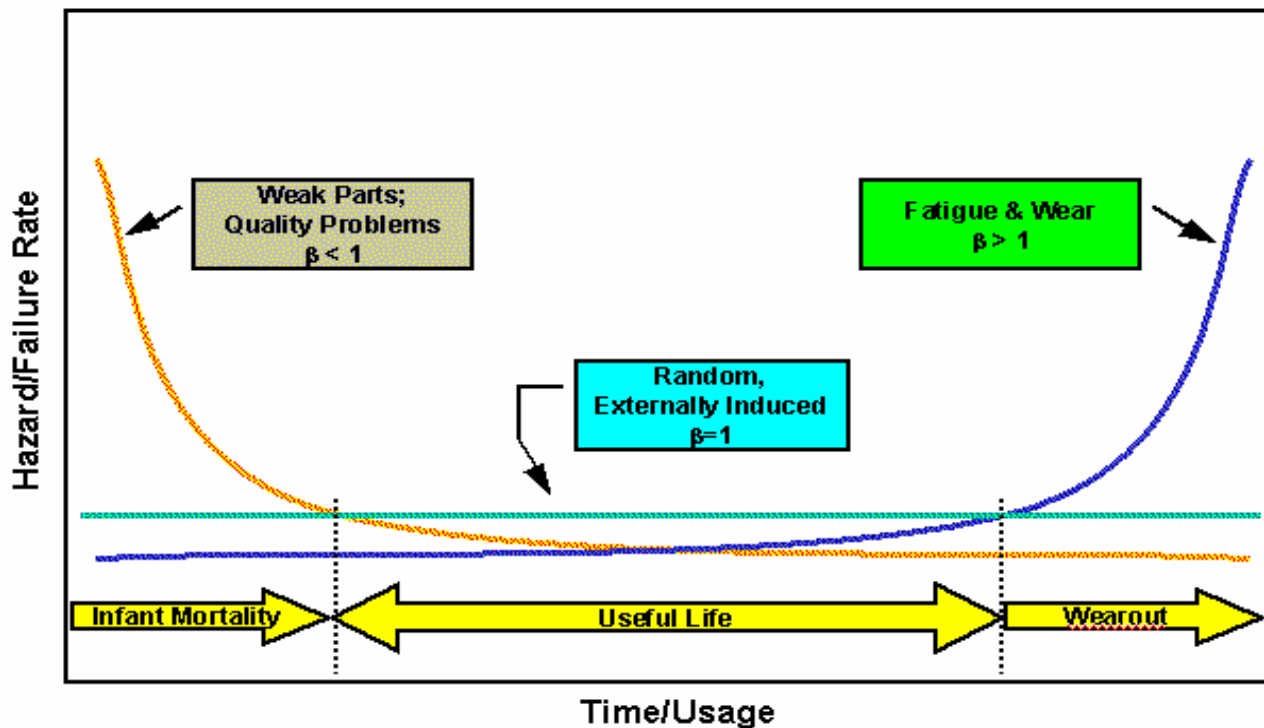 Hazard/Failure Rate
Weak Parts;
Quality Problems
β < 1
Fatigue & Wear
β > 1
Random,
Externally Induced
β=1
Infant Mortality
Useful Life
Wearout
Time/Usage